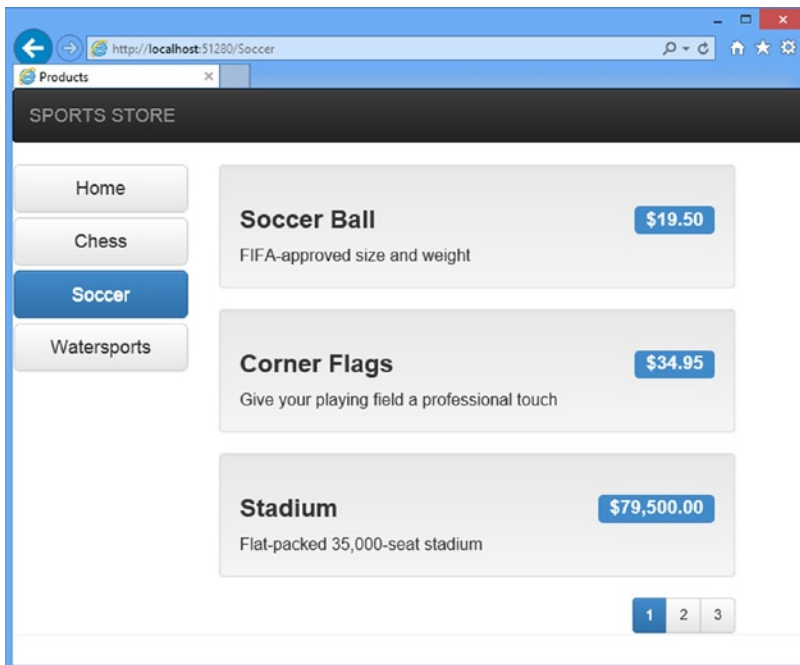 http://localhost:51280/Soccer
Products
SPORTS STORE
Home
Chess
Soccer
Watersports
Soccer Ball
$19.50
FIFA-approved size and weight
Corner Flags
$34.95
Give your playing field a professional touch
Stadium
$79,500.00
Flat-packed 35,000-seat stadium
1 2 3